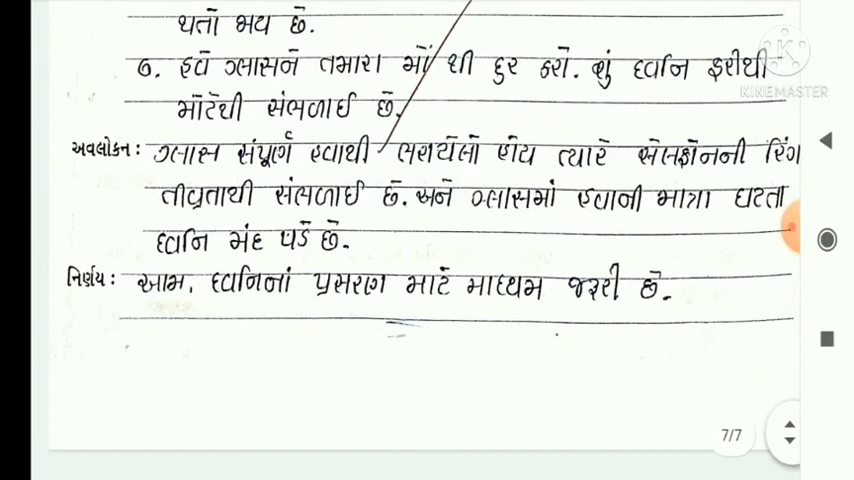 થતો જાય છે.
૭. હવે ગ્લાસને તમારા મોં થી દુર કરો. શું ધ્વનિ ફરીથી
મોટેથી સંભળાઈ છે.
KINEMASTER
અવલોકન: ગ્લાસ સંપૂર્ણ હવાથી ભરાયેલો હોય ત્યારે સેલફોનની રિંગ
તીવ્રતાથી સંભળાઈ છે. અને ગ્લાસમાં હવાની માત્રા ઘટતા
ધ્વનિ મંદ પડે છે.
નિર્ણય: આમ, ધ્વનિનાં પ્રસરણ માટે માધ્યમ જરૂરી છે.
7/7